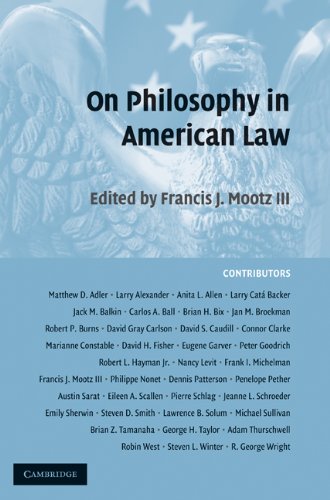 On Philosophy in
American Law
Edited by Francis J. Mootz III
CONTRIBUTORS
Matthew D. Adler • Larry Alexander • Anita L. Allen • Larry Catá Backer
Jack M. Balkin • Carlos A. Ball • Brian H. Bix • Jan M. Broekman
Robert P. Burns • David Gray Carlson • David S. Caudill • Connor Clarke
Marianne Constable • David H. Fisher • Eugene Garver • Peter Goodrich
Robert L. Hayman Jr. • Nancy Levit • Frank I. Michelman
Francis J. Mootz III • Philippe Nonet • Dennis Patterson • Penelope Pether
Austin Sarat • Eileen A. Scallen • Pierre Schlag • Jeanne L. Schroeder
Emily Sherwin • Steven D. Smith • Lawrence B. Solum • Michael Sullivan
Brian Z. Tamanaha • George H. Taylor • Adam Thurschwell
Robin West • Steven L. Winter • R. George Wright
CAMBRIDGE